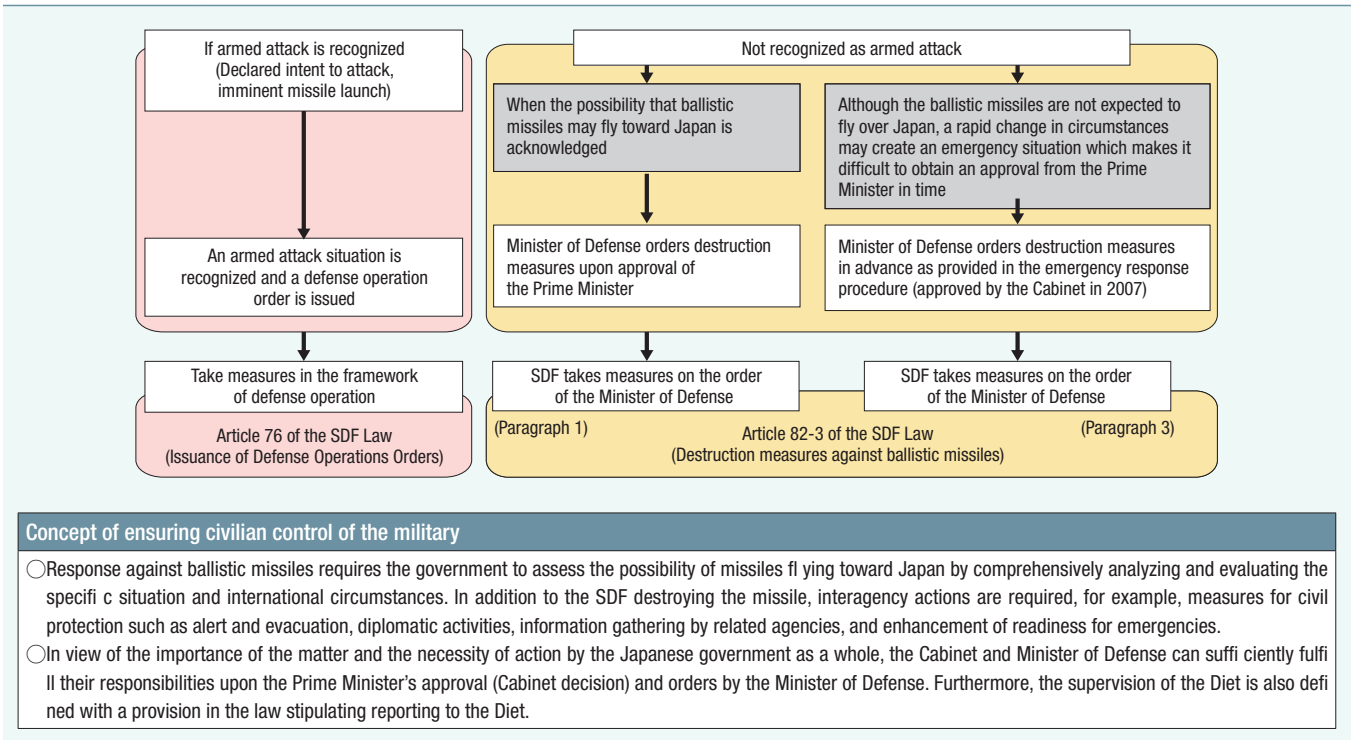 If armed attack is recognized
(Declared intent to attack,
imminent missile launch)
An armed attack situation is
recognized and a defense operation
order is issued
Take measures in the framework
of defense operation
Article 76 of the SDF Law
(Issuance of Defense Operations Orders)
Not recognized as armed attack
When the possibility that ballistic
missiles may fly toward Japan is
acknowledged
Minister of Defense orders destruction
measures upon approval of
the Prime Minister
SDF takes measures on the order
of the Minister of Defense
(Paragraph 1)
Although the ballistic missiles are not expected to
fly over Japan, a rapid change in circumstances
may create an emergency situation which makes it
difficult to obtain an approval from the Prime
Minister in time
Minister of Defense orders destruction measures
in advance as provided in the emergency response
procedure (approved by the Cabinet in 2007)
SDF takes measures on the order
of the Minister of Defense
(Paragraph 3)
Article 82-3 of the SDF Law
(Destruction measures against ballistic missiles)
Concept of ensuring civilian control of the military
○Response against ballistic missiles requires the government to assess the possibility of missiles fl ying toward Japan by comprehensively analyzing and evaluating the
specifi c situation and international circumstances. In addition to the SDF destroying the missile, interagency actions are required, for example, measures for civil
protection such as alert and evacuation, diplomatic activities, information gathering by related agencies, and enhancement of readiness for emergencies.
○In view of the importance of the matter and the necessity of action by the Japanese government as a whole, the Cabinet and Minister of Defense can suffi ciently fulfi
ll their responsibilities upon the Prime Minister's approval (Cabinet decision) and orders by the Minister of Defense. Furthermore, the supervision of the Diet is also defi
ned with a provision in the law stipulating reporting to the Diet.